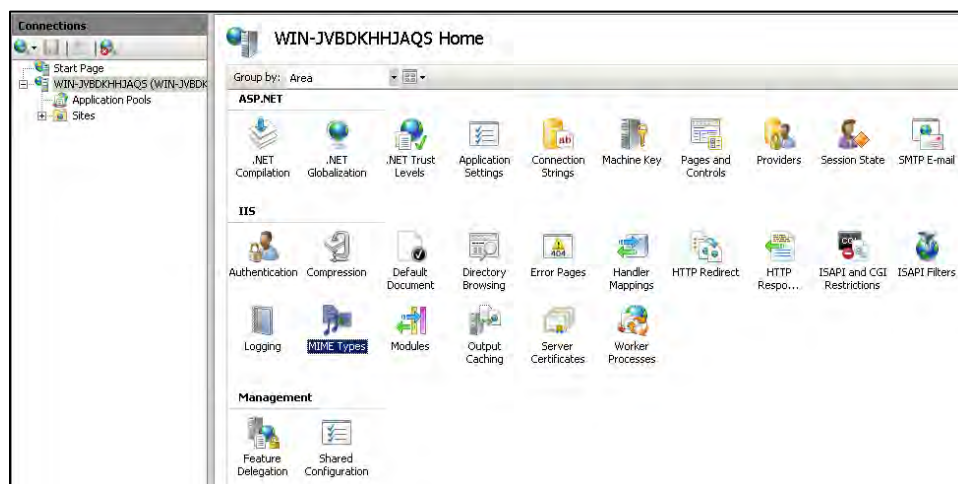 Connections
Start Page
WIN-JVBDKHHJAQS (WIN-JVBDK
Application Pools
Sites
WIN-JVBDKHHJAQS Home
Group by: Area
ASP.NET
.NET Compilation
.NET Globalization
.NET Trust Levels
Application Settings
Connection Strings
Machine Key
Pages and Controls
Providers
Session State
SMTP E-mail
IIS
Authentication
Compression
Default Document
Directory Browsing
Error Pages
Handler Mappings
HTTP Redirect
HTTP Respo...
ISAPI and CGI Restrictions
ISAPI Filters
Logging
MIME Types
Modules
Output Caching
Server Certificates
Worker Processes
Management
Feature Delegation
Shared Configuration